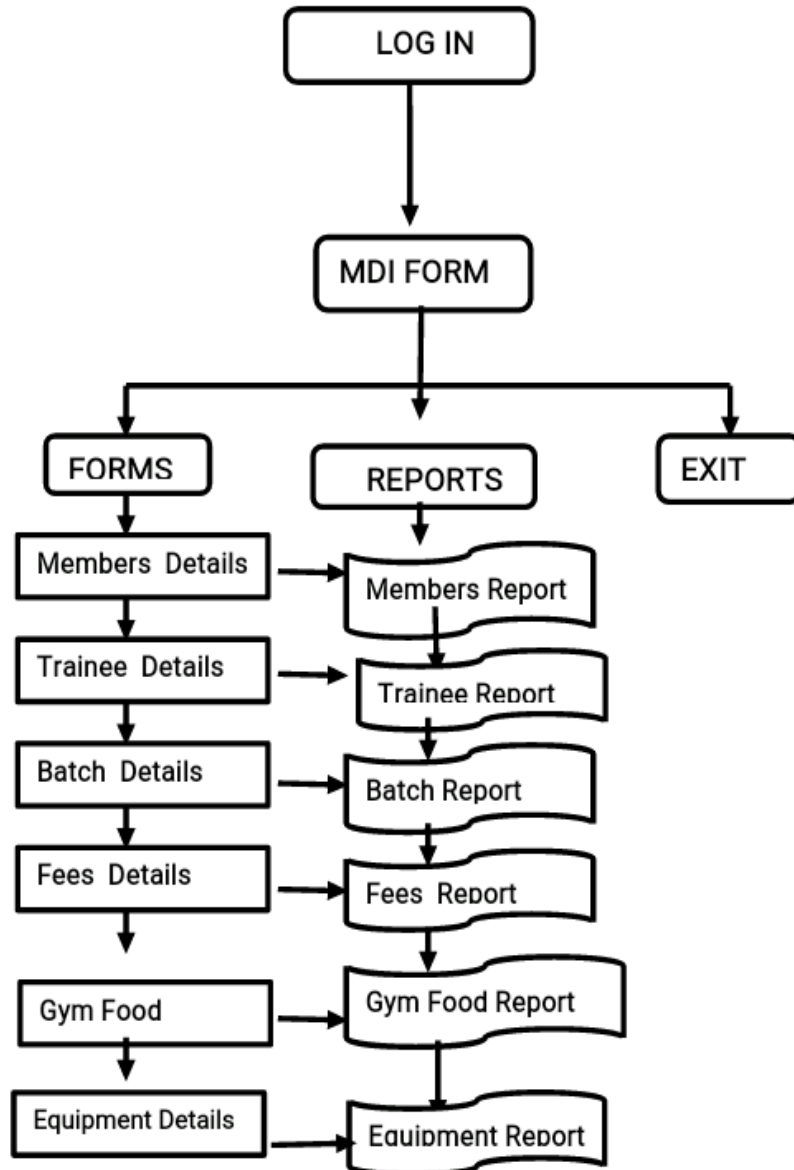 LOG IN
MDI FORM
FORMS
REPORTS
EXIT
Members Details
Members Report
Trainee Details
Trainee Report
Batch Details
Batch Report
Fees Details
Fees Report
Gym Food
Gym Food Report
Equipment Details
Equipment Report